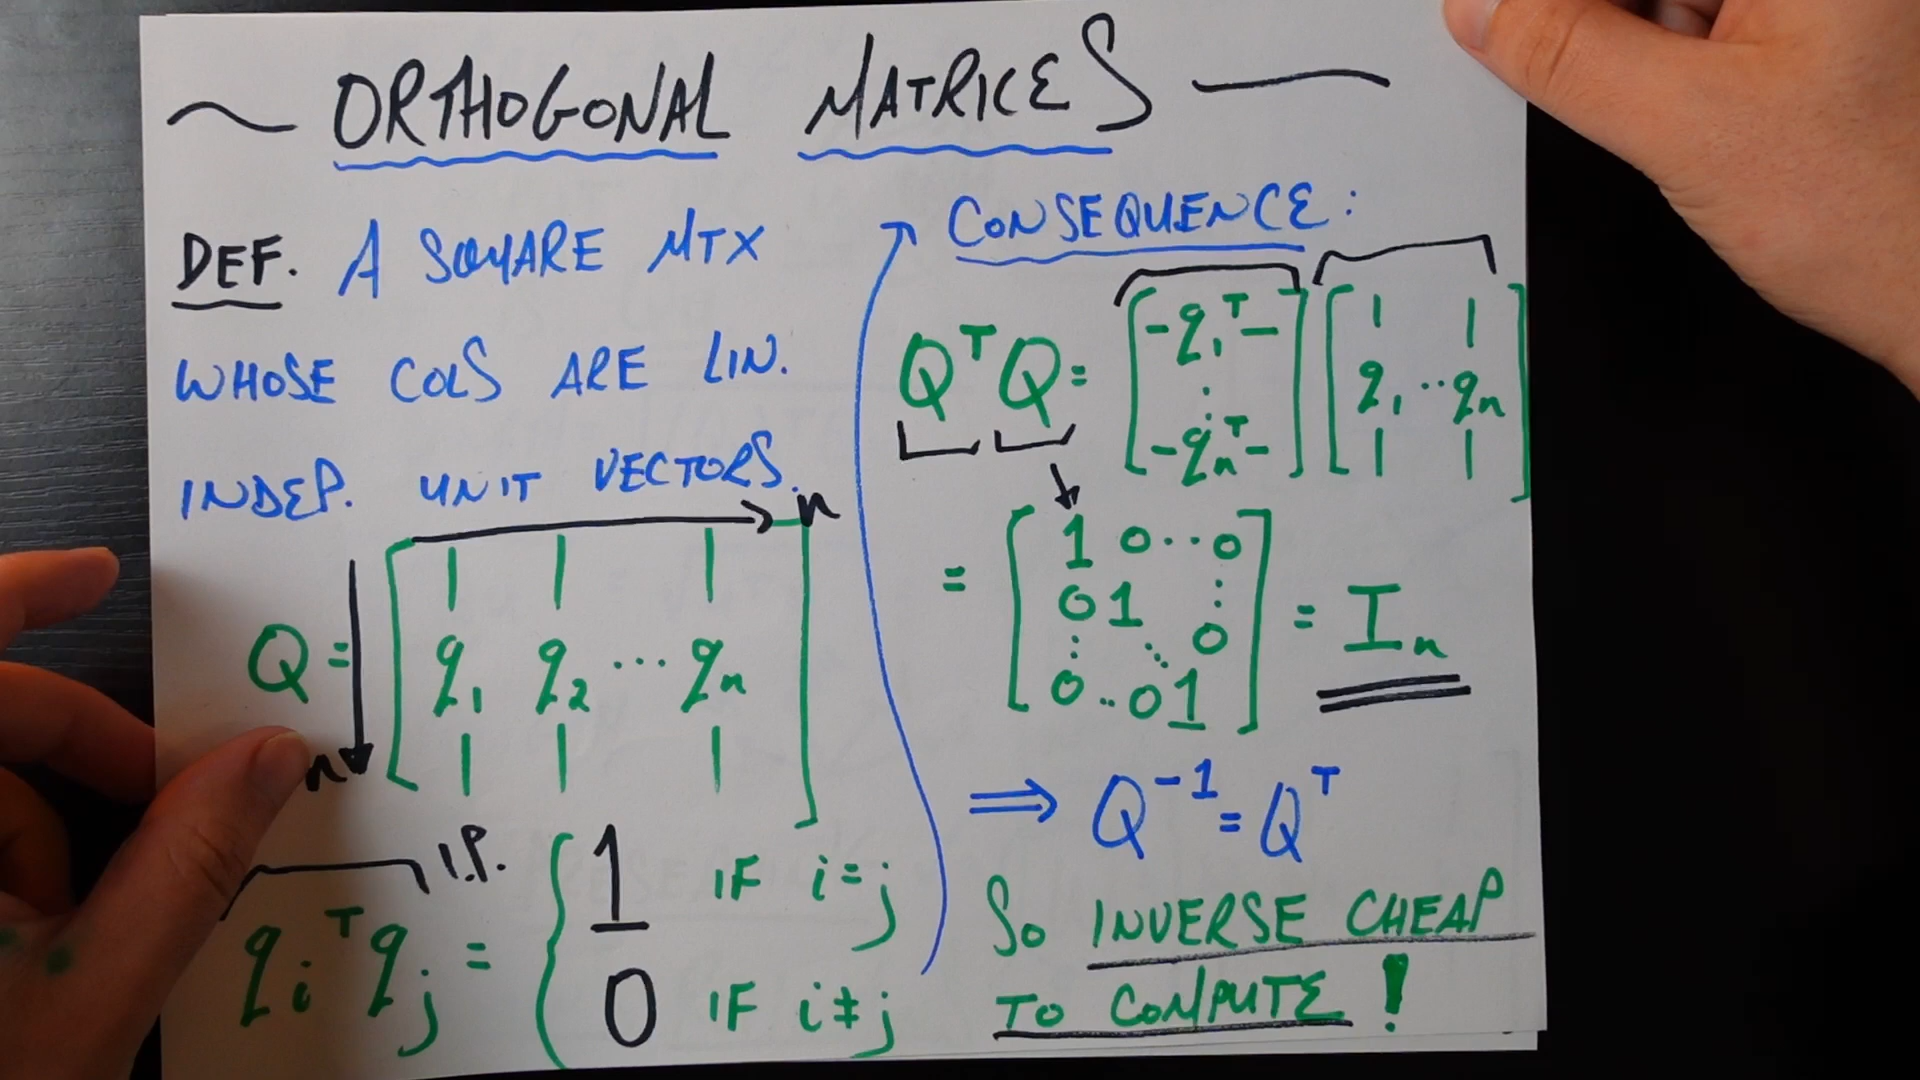 ~ ORTHOGONAL MATRICES ~
DEF. A SQUARE MTX
WHOSE COLS ARE LIN.
INDEP. UNIT VECTORS.
n
Q = [ q₁ q₂ ... qₙ ]
n
I.P.
qᵢᵀ qⱼ = { 1 IF i = j
0 IF i ≠ j
CONSEQUENCE:
QᵀQ = [ -q₁ᵀ- : -qₙᵀ- ] [ q₁ .. qₙ ]
= [ 1 0 .. 0
0 1 :
: ⋱ 0
0 .. 0 1 ] = Iₙ
⟹ Q⁻¹ = Qᵀ
So INVERSE CHEAP
TO COMPUTE!